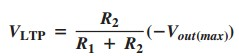 V_LTP = R_2 / (R_1 + R_2) (−V_out(max))